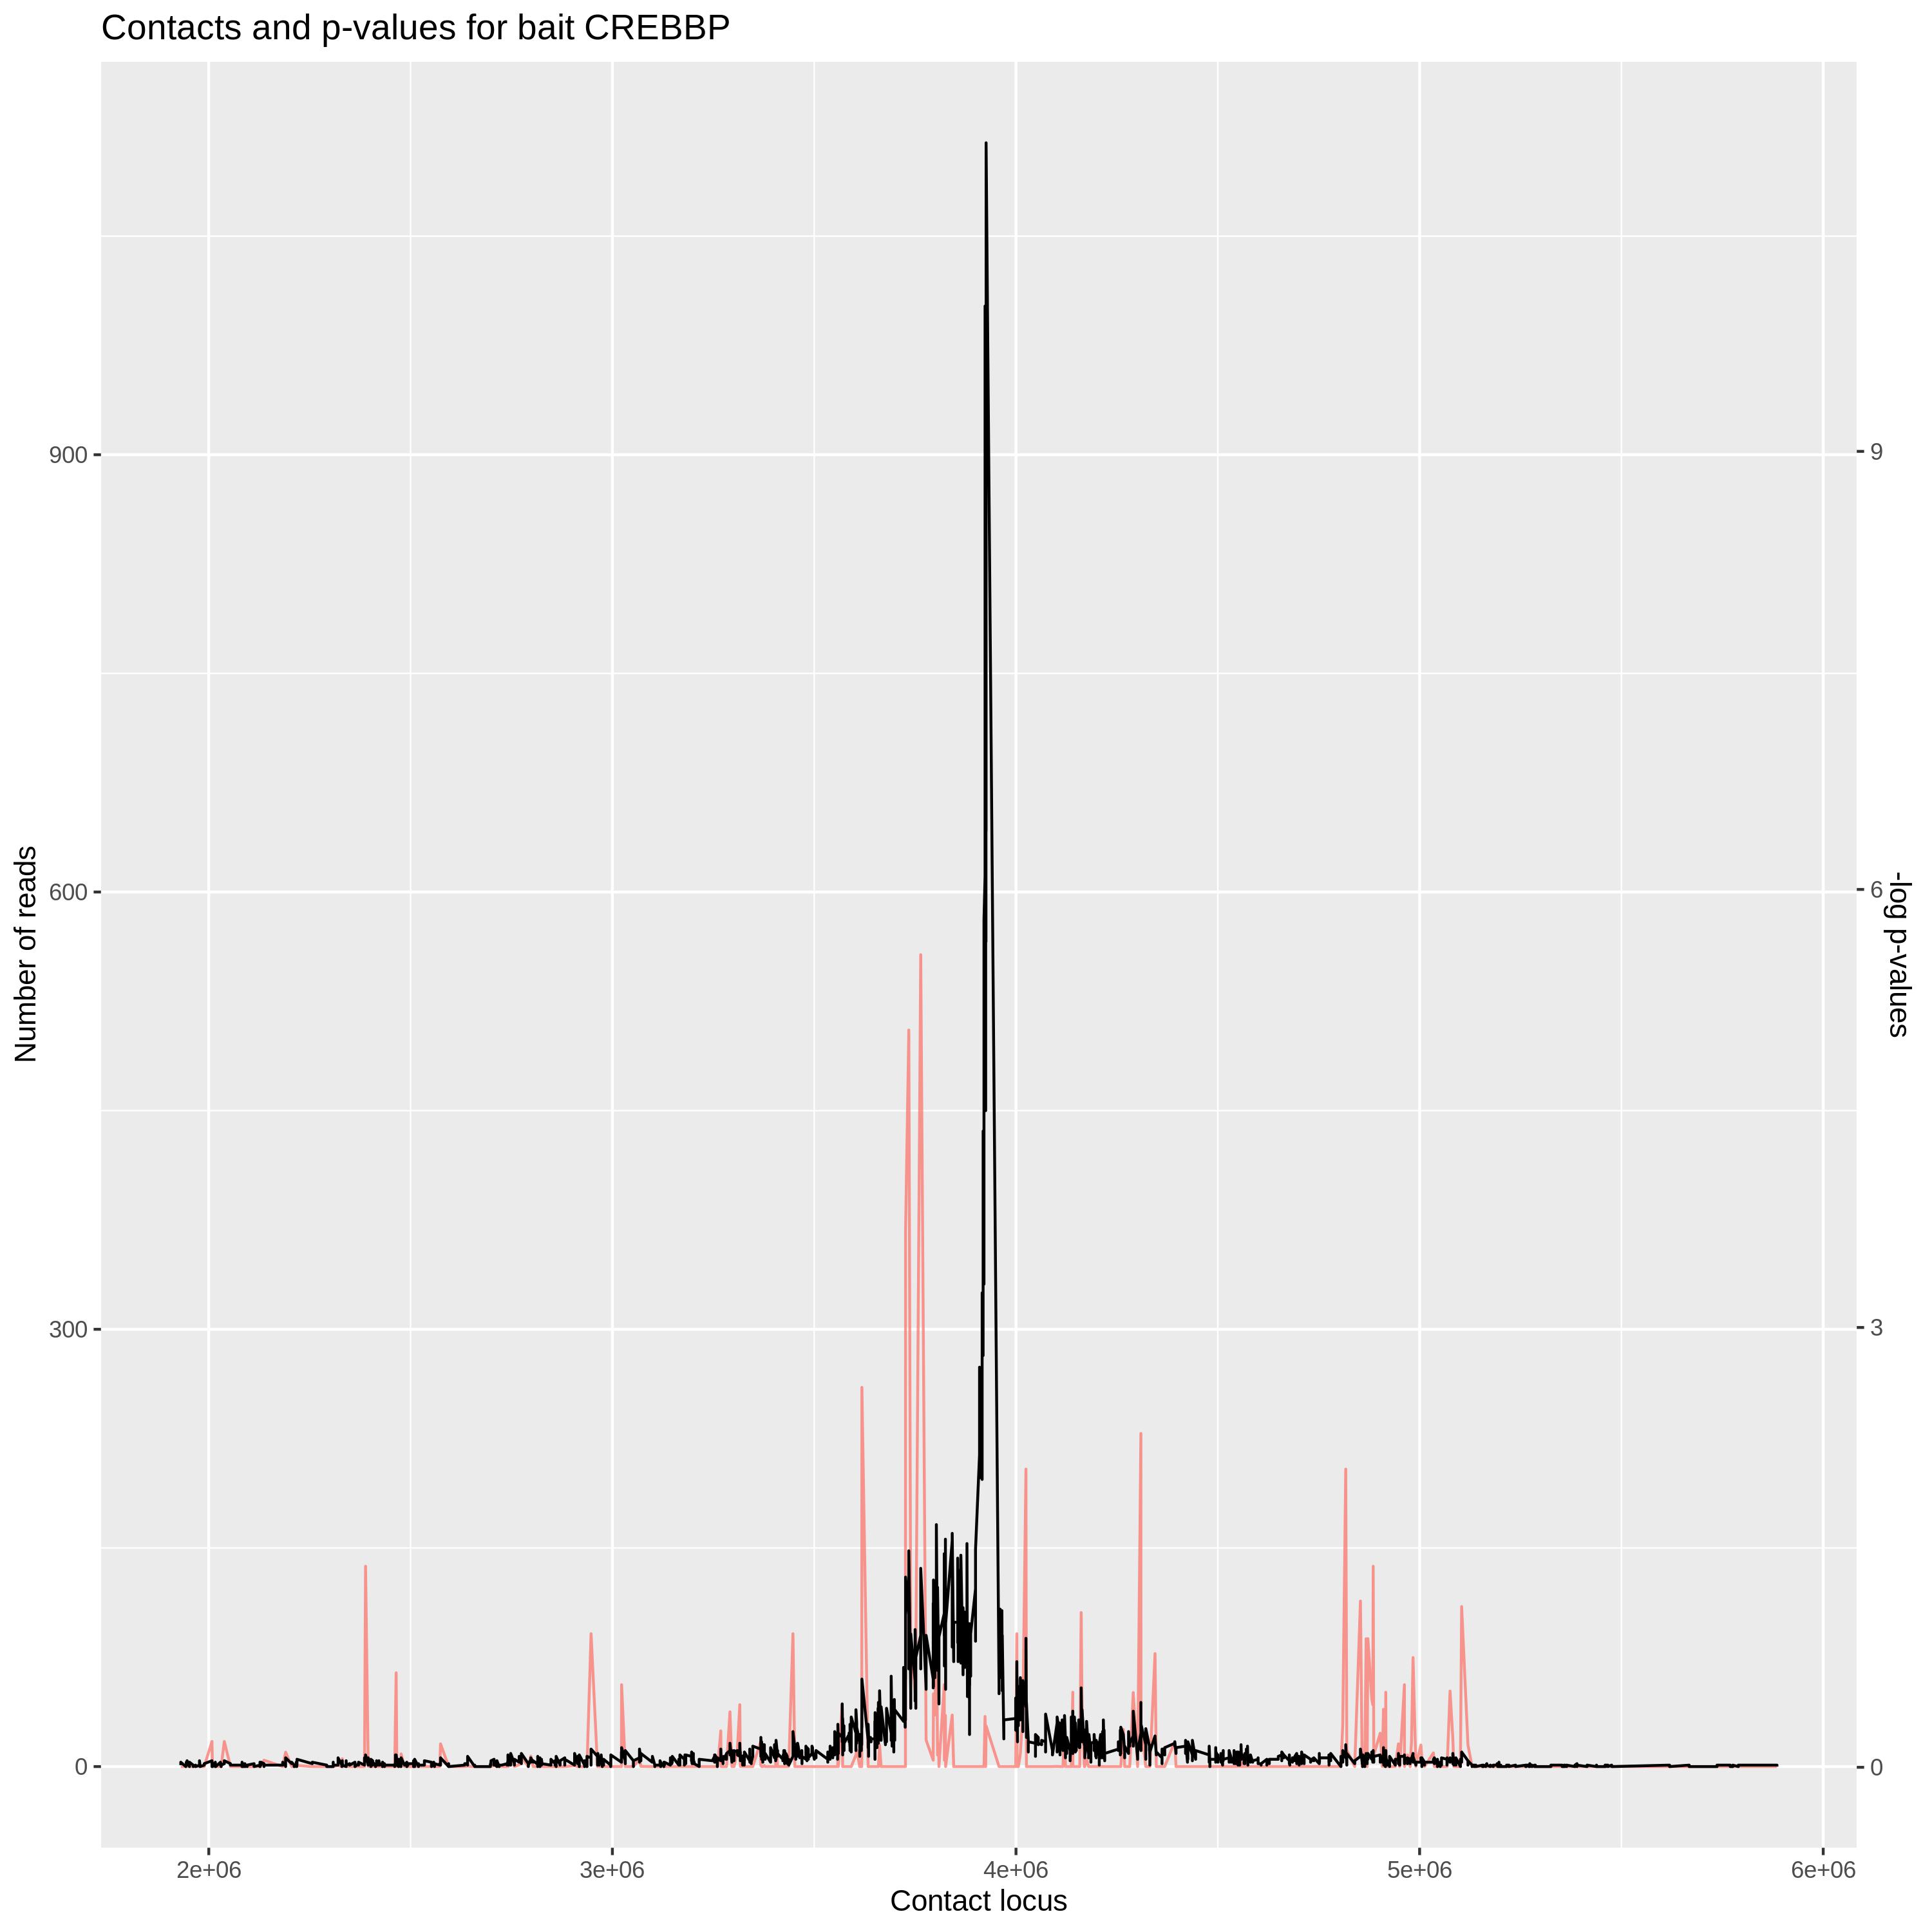 Contacts and p-values for bait CREBBP
Number of reads
900
600
300
0
9
6
3
0
-log p-values
2e+06
3e+06
4e+06
5e+06
6e+06
Contact locus